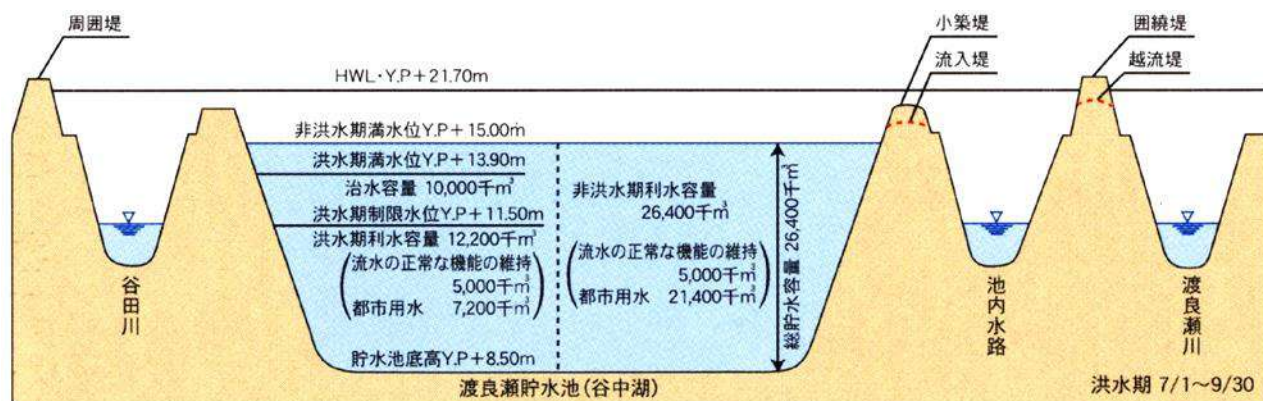 周囲堤
小築堤
囲繞堤
流入堤
越流堤
HWL・Y.P+21.70m
非洪水期満水位Y.P+15.00m
洪水期満水位Y.P+13.90m
治水容量 10,000千m³
洪水期制限水位Y.P+11.50m
洪水期利水容量 12,200千m³
(流水の正常な機能の維持
5,000千m³
都市用水 7,200千m³)
貯水池底高Y.P+8.50m
非洪水期利水容量
26,400千m³
(流水の正常な機能の維持
5,000千m³
都市用水 21,400千m³)
総貯水容量 26,400千m³
谷田川
池内水路
渡良瀬川
渡良瀬貯水池(谷中湖)
洪水期 7/1〜9/30